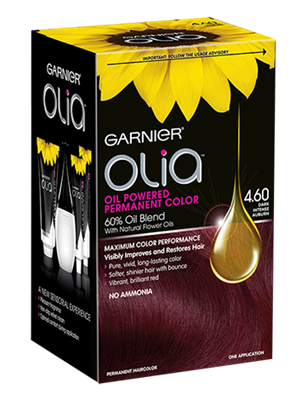 4.60
IMPORTANT: FOLLOW THE USAGE ADVISORY
GARNIER
Olia
A NEW SENSORIAL EXPERIENCE
GARNIER®
Olia
OIL POWERED
PERMANENT COLOR
60% Oil Blend
With Natural Flower Oils
4.60
DARK
INTENSE
AUBURN
MAXIMUM COLOR PERFORMANCE
Visibly Improves and Restores Hair
• Pure, vivid, long-lasting color
• Softer, shinier hair with bounce
• Vibrant, brilliant red
NO AMMONIA
PERMANENT HAIRCOLOR
ONE APPLICATION